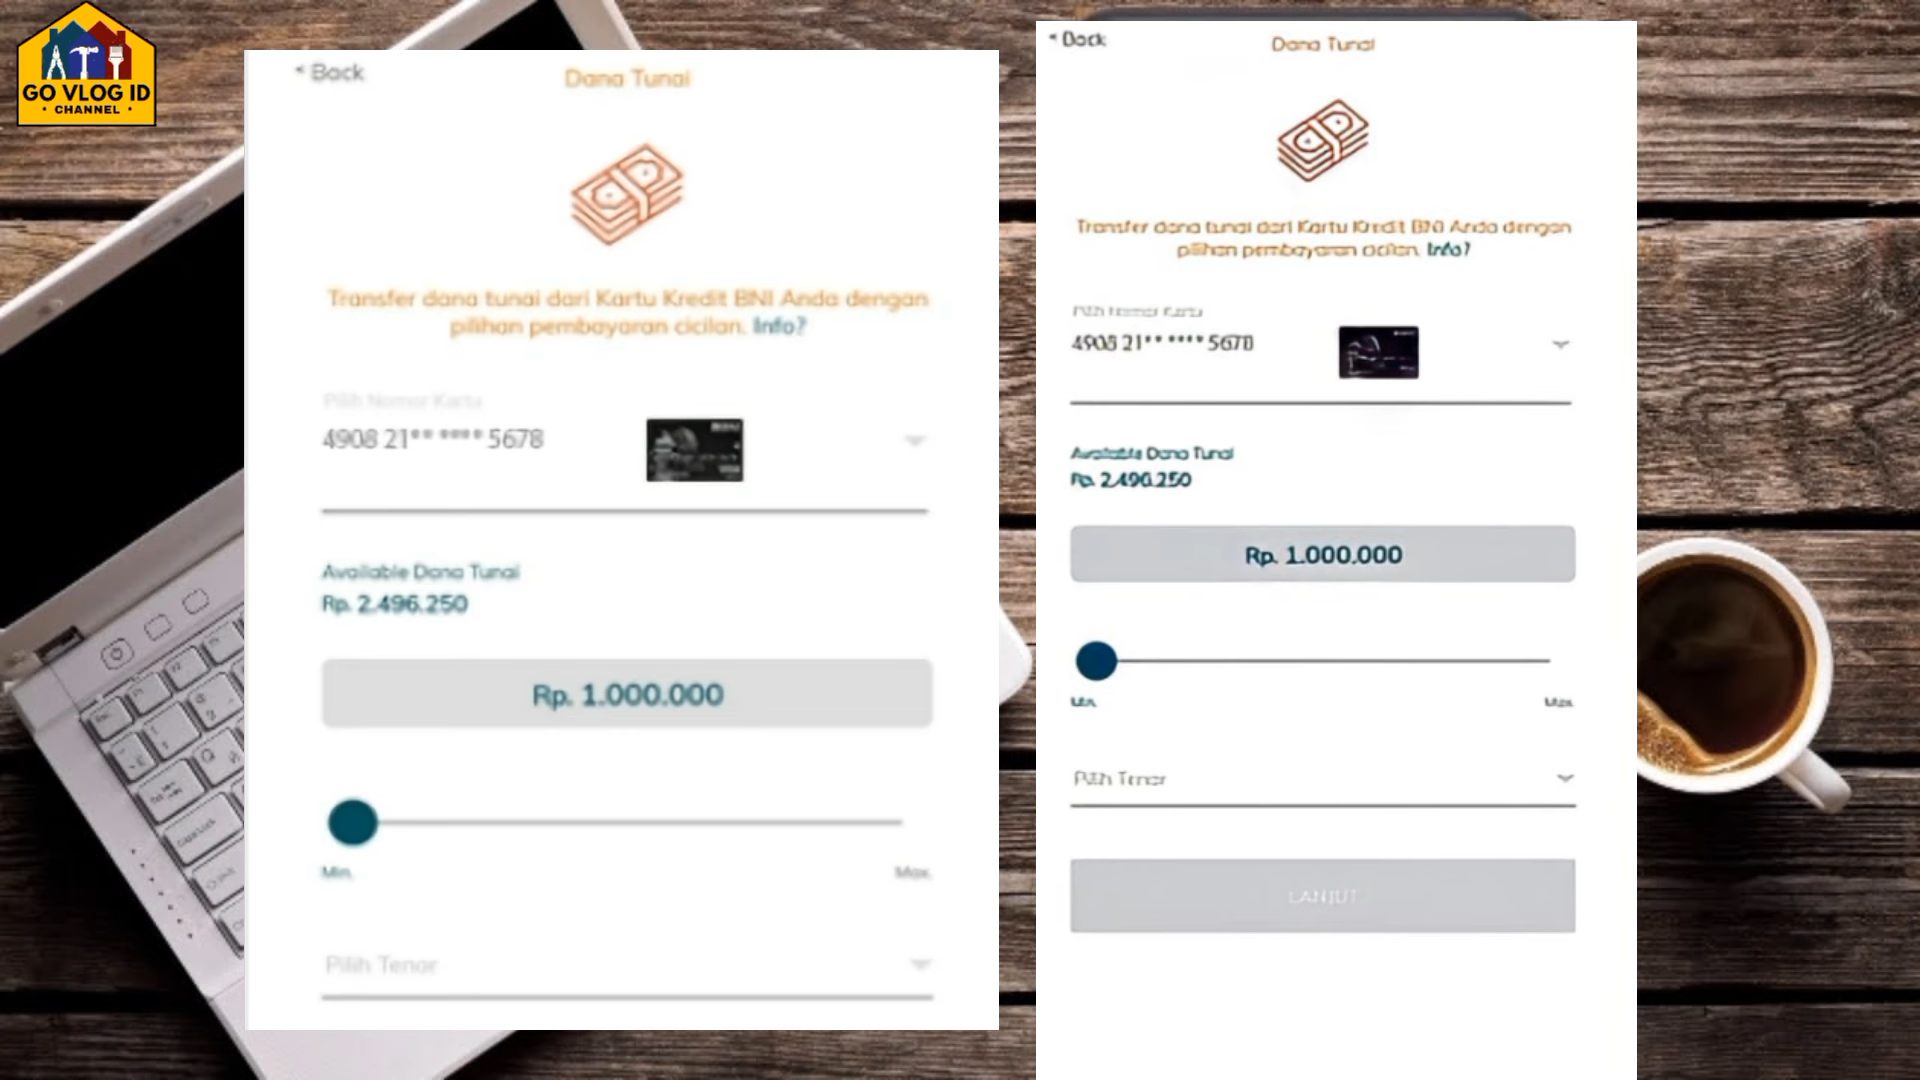 GO VLOG ID
• CHANNEL •
< Back
Dana Tunai
Transfer dana tunai dari Kartu Kredit BNI Anda dengan
pilihan pembayaran cicilan. Info?
Pilih Nomor Kartu
4908 21** **** 5678
Available Dana Tunai
Rp. 2.496.250
Rp. 1.000.000
Min.
Max.
Pilih Tenor
< Back
Dana Tunai
Transfer dana tunai dari Kartu Kredit BNI Anda dengan
pilihan pembayaran cicilan. Info?
Pilih Nomor Kartu
4908 21** **** 5678
Available Dana Tunai
Rp. 2.496.250
Rp. 1.000.000
Min.
Max.
Pilih Tenor
LANJUT